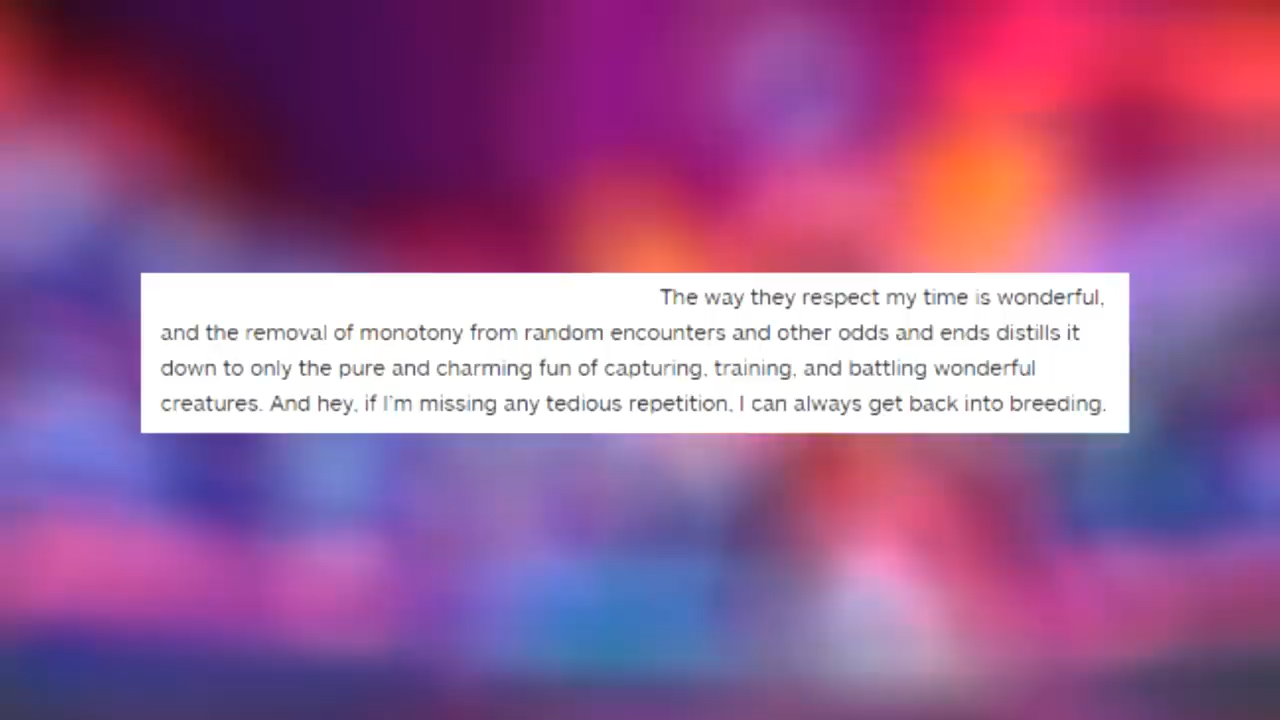 The way they respect my time is wonderful,
and the removal of monotony from random encounters and other odds and ends distills it
down to only the pure and charming fun of capturing, training, and battling wonderful
creatures. And hey, if I'm missing any tedious repetition, I can always get back into breeding.